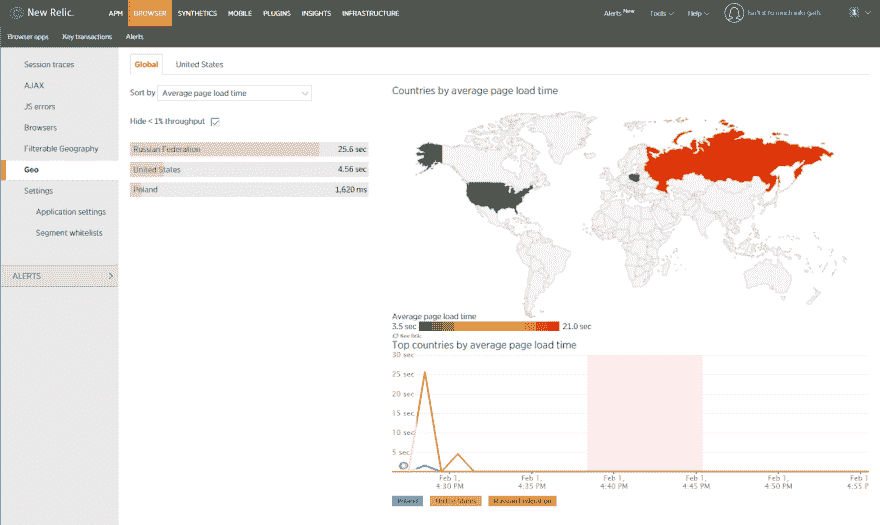 New Relic. APM BROWSER SYNTHETICS MOBILE PLUGINS INSIGHTS INFRASTRUCTURE Alerts New Tools Help
Browser apps Key transactions Alerts
Session traces
AJAX
JS errors
Browsers
Filterable Geography
Geo
Settings
Application settings
Segment whitelists
ALERTS
Global United States
Sort by Average page load time
Hide < 1% throughput
Russian Federation 25.6 sec
United States 4.56 sec
Poland 1,620 ms
Countries by average page load time
Average page load time
3.5 sec 21.0 sec
New Relic
Top countries by average page load time
30 sec
25 sec
20 sec
15 sec
10 sec
5 sec
Feb 1, Feb 1, Feb 1, Feb 1, Feb 1, Feb 1,
4:30 PM 4:35 PM 4:40 PM 4:45 PM 4:50 PM 4:55 P
Poland United States Russian Federation